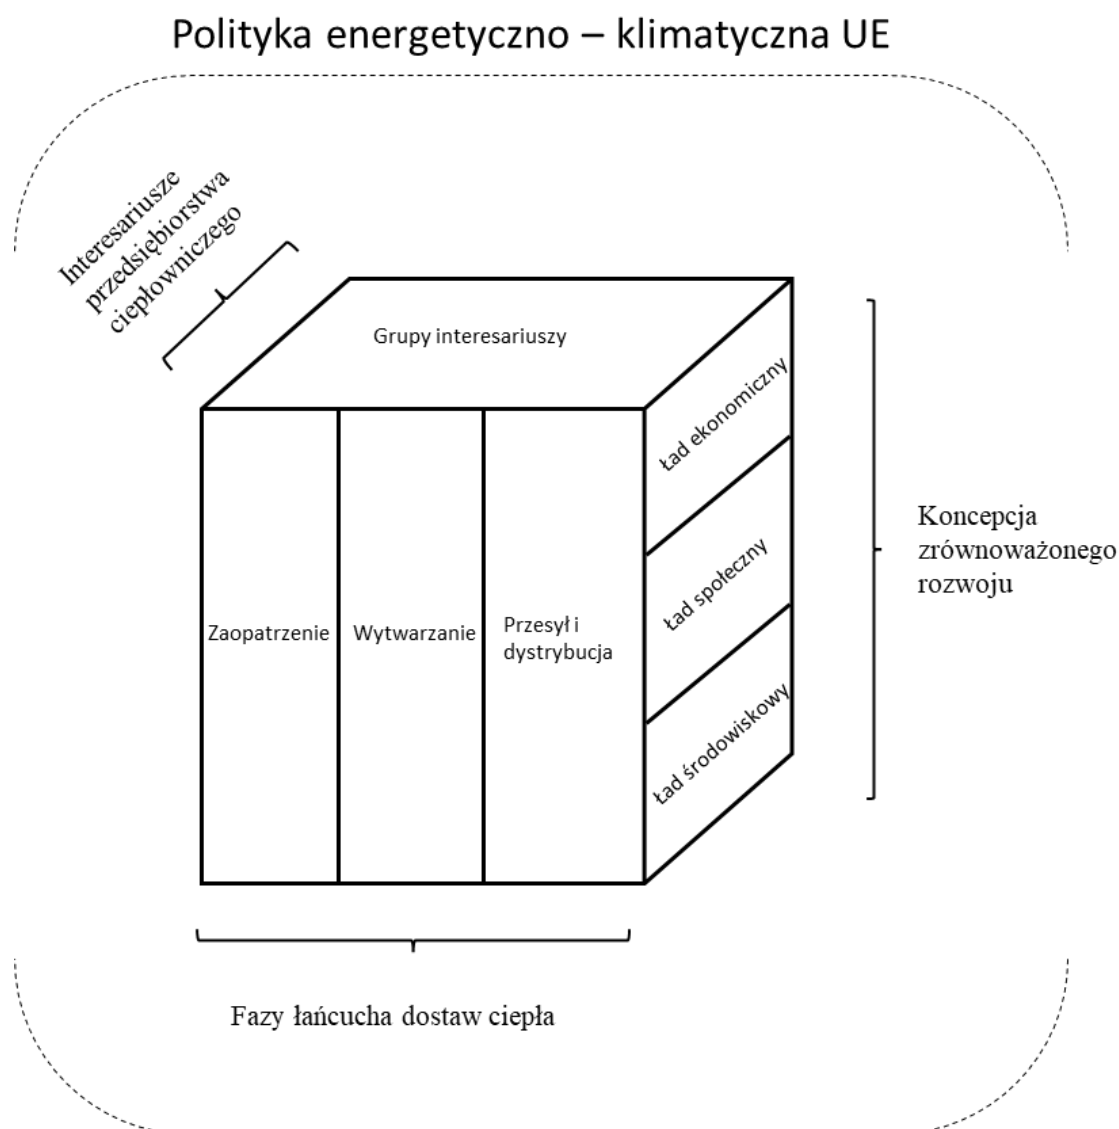 Polityka energetyczno – klimatyczna UE
Interesariusze
przedsiębiorstwa
ciepłowniczego
Grupy interesariuszy
Ład ekonomiczny
Ład społeczny
Ład środowiskowy
Koncepcja
zrównoważonego
rozwoju
Zaopatrzenie
Wytwarzanie
Przesył i
dystrybucja
Fazy łańcucha dostaw ciepła